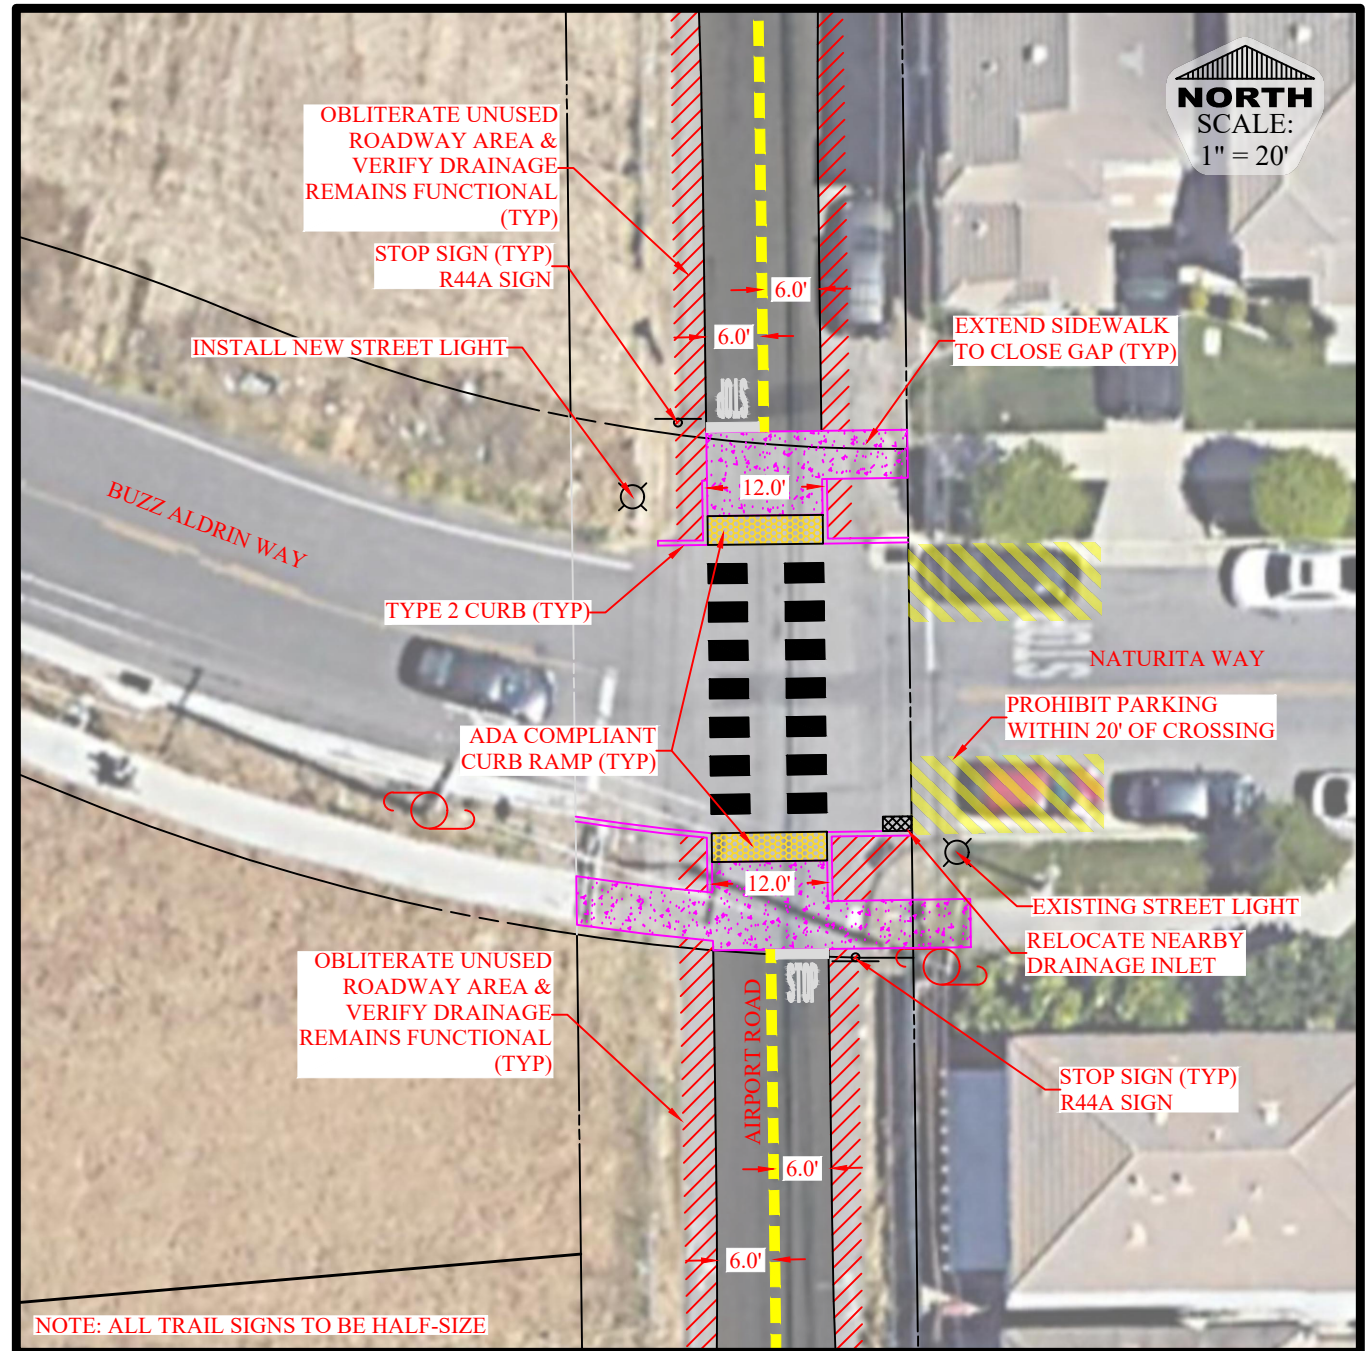 NORTH
SCALE:
1" = 20'
OBLITERATE UNUSED
ROADWAY AREA &
VERIFY DRAINAGE
REMAINS FUNCTIONAL
(TYP)
STOP SIGN (TYP)
R44A SIGN
6.0'
6.0'
INSTALL NEW STREET LIGHT
EXTEND SIDEWALK
TO CLOSE GAP (TYP)
STOP
12.0'
BUZZ ALDRIN WAY
TYPE 2 CURB (TYP)
STOP
NATURITA WAY
PROHIBIT PARKING
WITHIN 20' OF CROSSING
ADA COMPLIANT
CURB RAMP (TYP)
12.0'
EXISTING STREET LIGHT
RELOCATE NEARBY
DRAINAGE INLET
OBLITERATE UNUSED
ROADWAY AREA &
VERIFY DRAINAGE
REMAINS FUNCTIONAL
(TYP)
STOP
AIRPORT ROAD
STOP SIGN (TYP)
R44A SIGN
6.0'
6.0'
NOTE: ALL TRAIL SIGNS TO BE HALF-SIZE